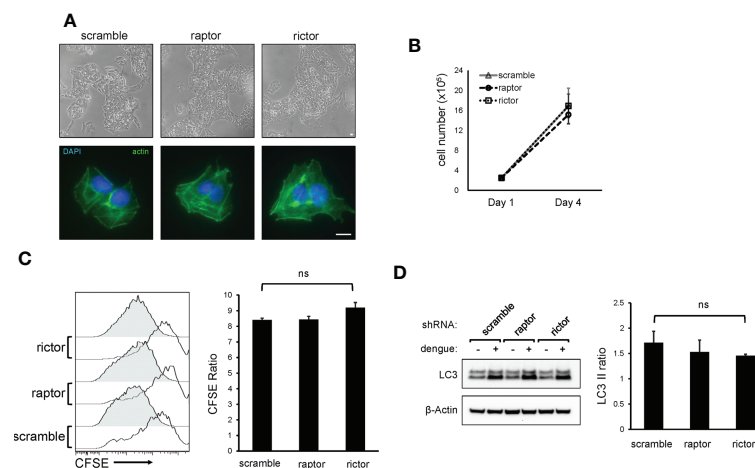 A
scramble raptor rictor
DAPI actin
B
cell number (x10⁵)
24
20
16
12
8
4
0
scramble
raptor
rictor
Day 1 Day 4
C
rictor
raptor
scramble
CFSE
ns
CFSE Ratio
10
9
8
7
6
5
4
3
2
1
0
scramble raptor rictor
D
shRNA: scramble raptor rictor
dengue: - + - + - +
LC3
β-Actin
ns
LC3 II ratio
2.5
2
1.5
1
0.5
0
scramble raptor rictor